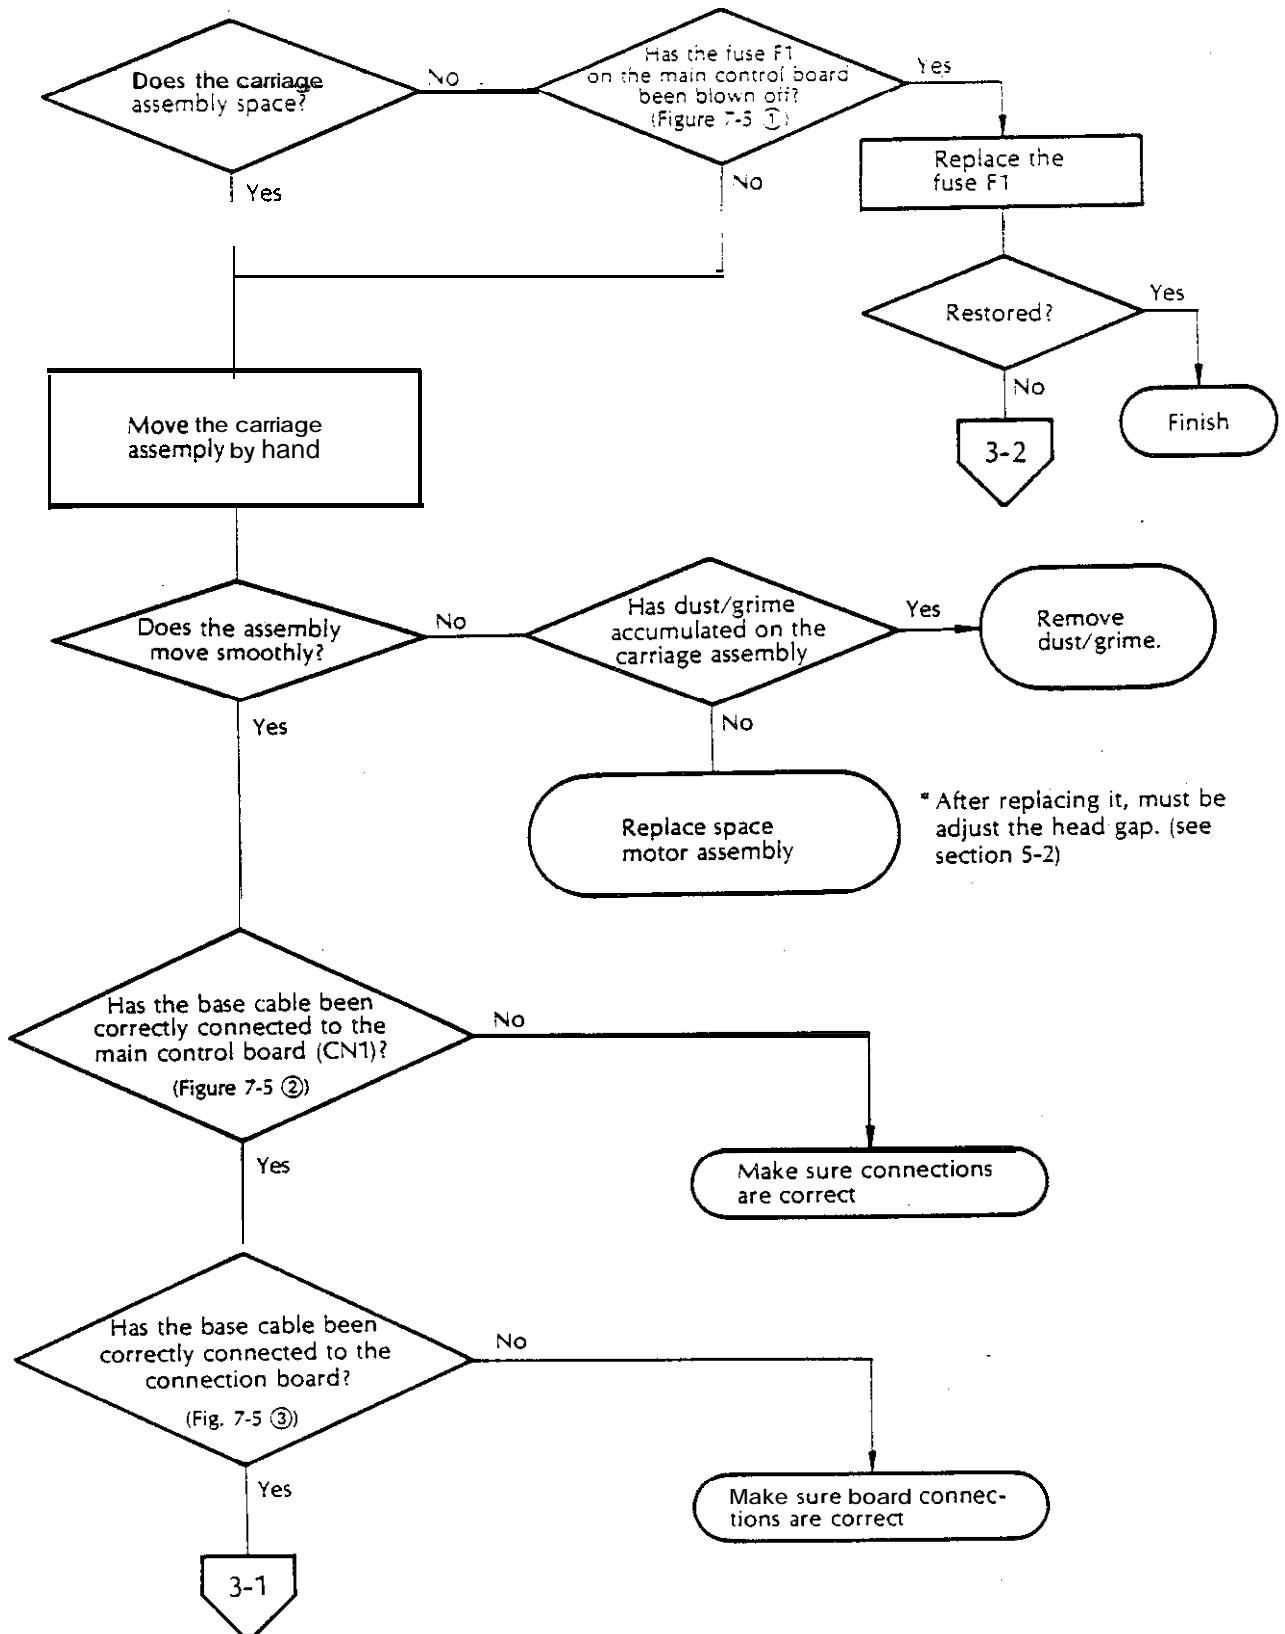 Does the carriage
assembly space?
No
Has the fuse F1
on the main control board
been blown off?
(Figure 7-5 ①)
Yes
Yes
No
Replace the
fuse F1
Restored?
Yes
No
Finish
3-2
Move the carriage
assemply by hand
Does the assembly
move smoothly?
No
Has dust/grime
accumulated on the
carriage assembly
Yes
Remove
dust/grime.
Yes
No
Replace space
motor assembly
* After replacing it, must be
adjust the head gap. (see
section 5-2)
Has the base cable been
correctly connected to the
main control board (CN1)?
(Figure 7-5 ②)
No
Yes
Make sure connections
are correct
Has the base cable been
correctly connected to the
connection board?
(Fig. 7-5 ③)
No
Yes
Make sure board connec-
tions are correct
3-1